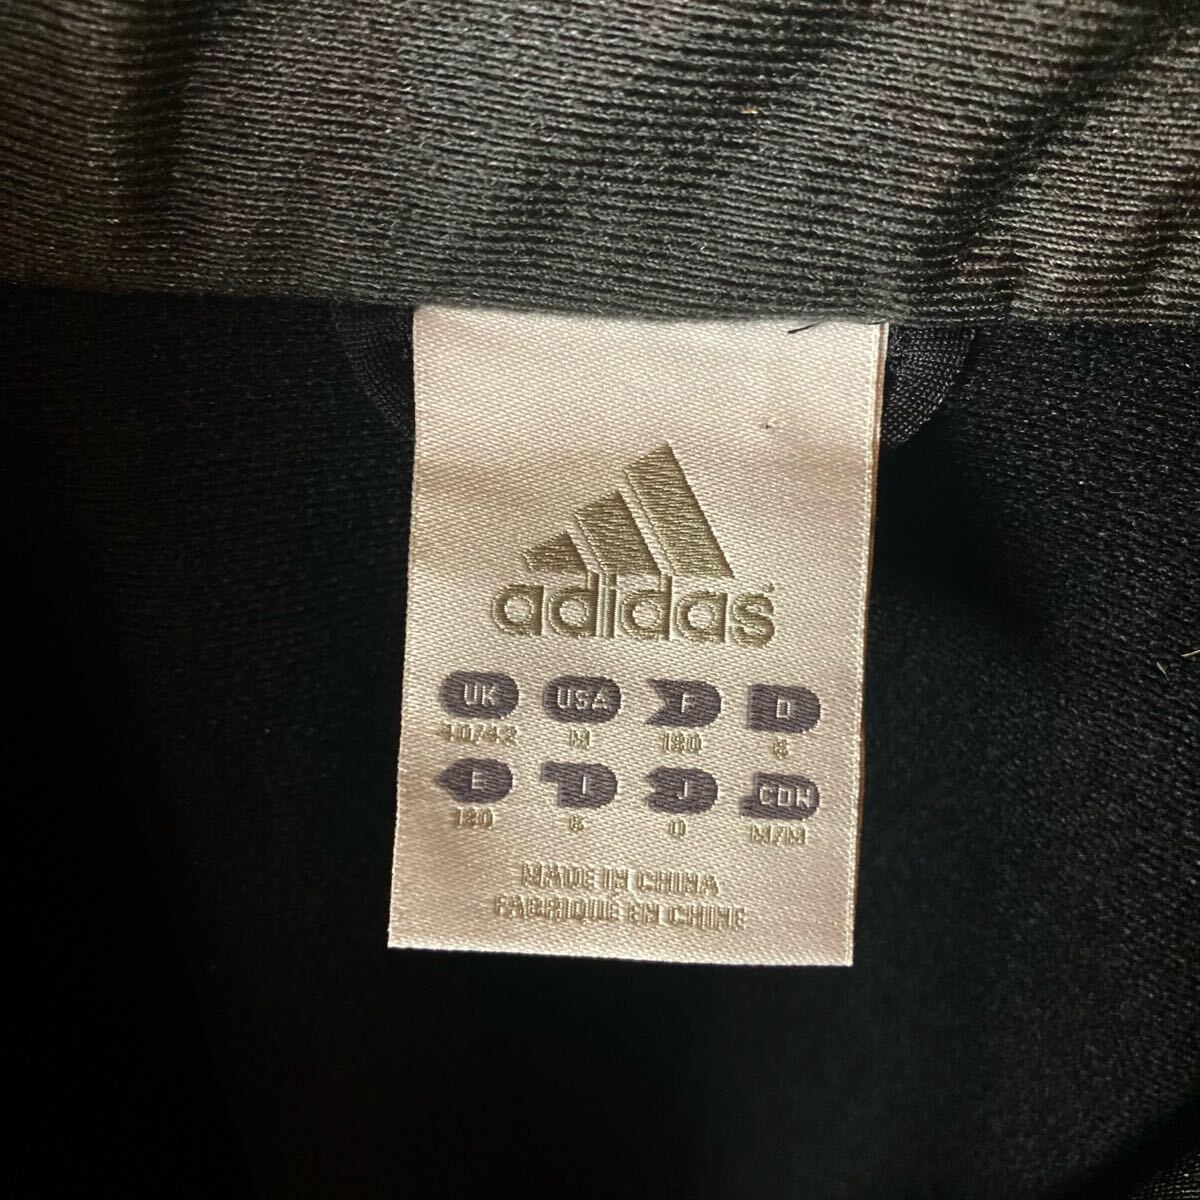 adidas
UK USA F D
40/42 M 180 6
E I J CDN
180 6 O M/M
MADE IN CHINA
FABRIQUE EN CHINE